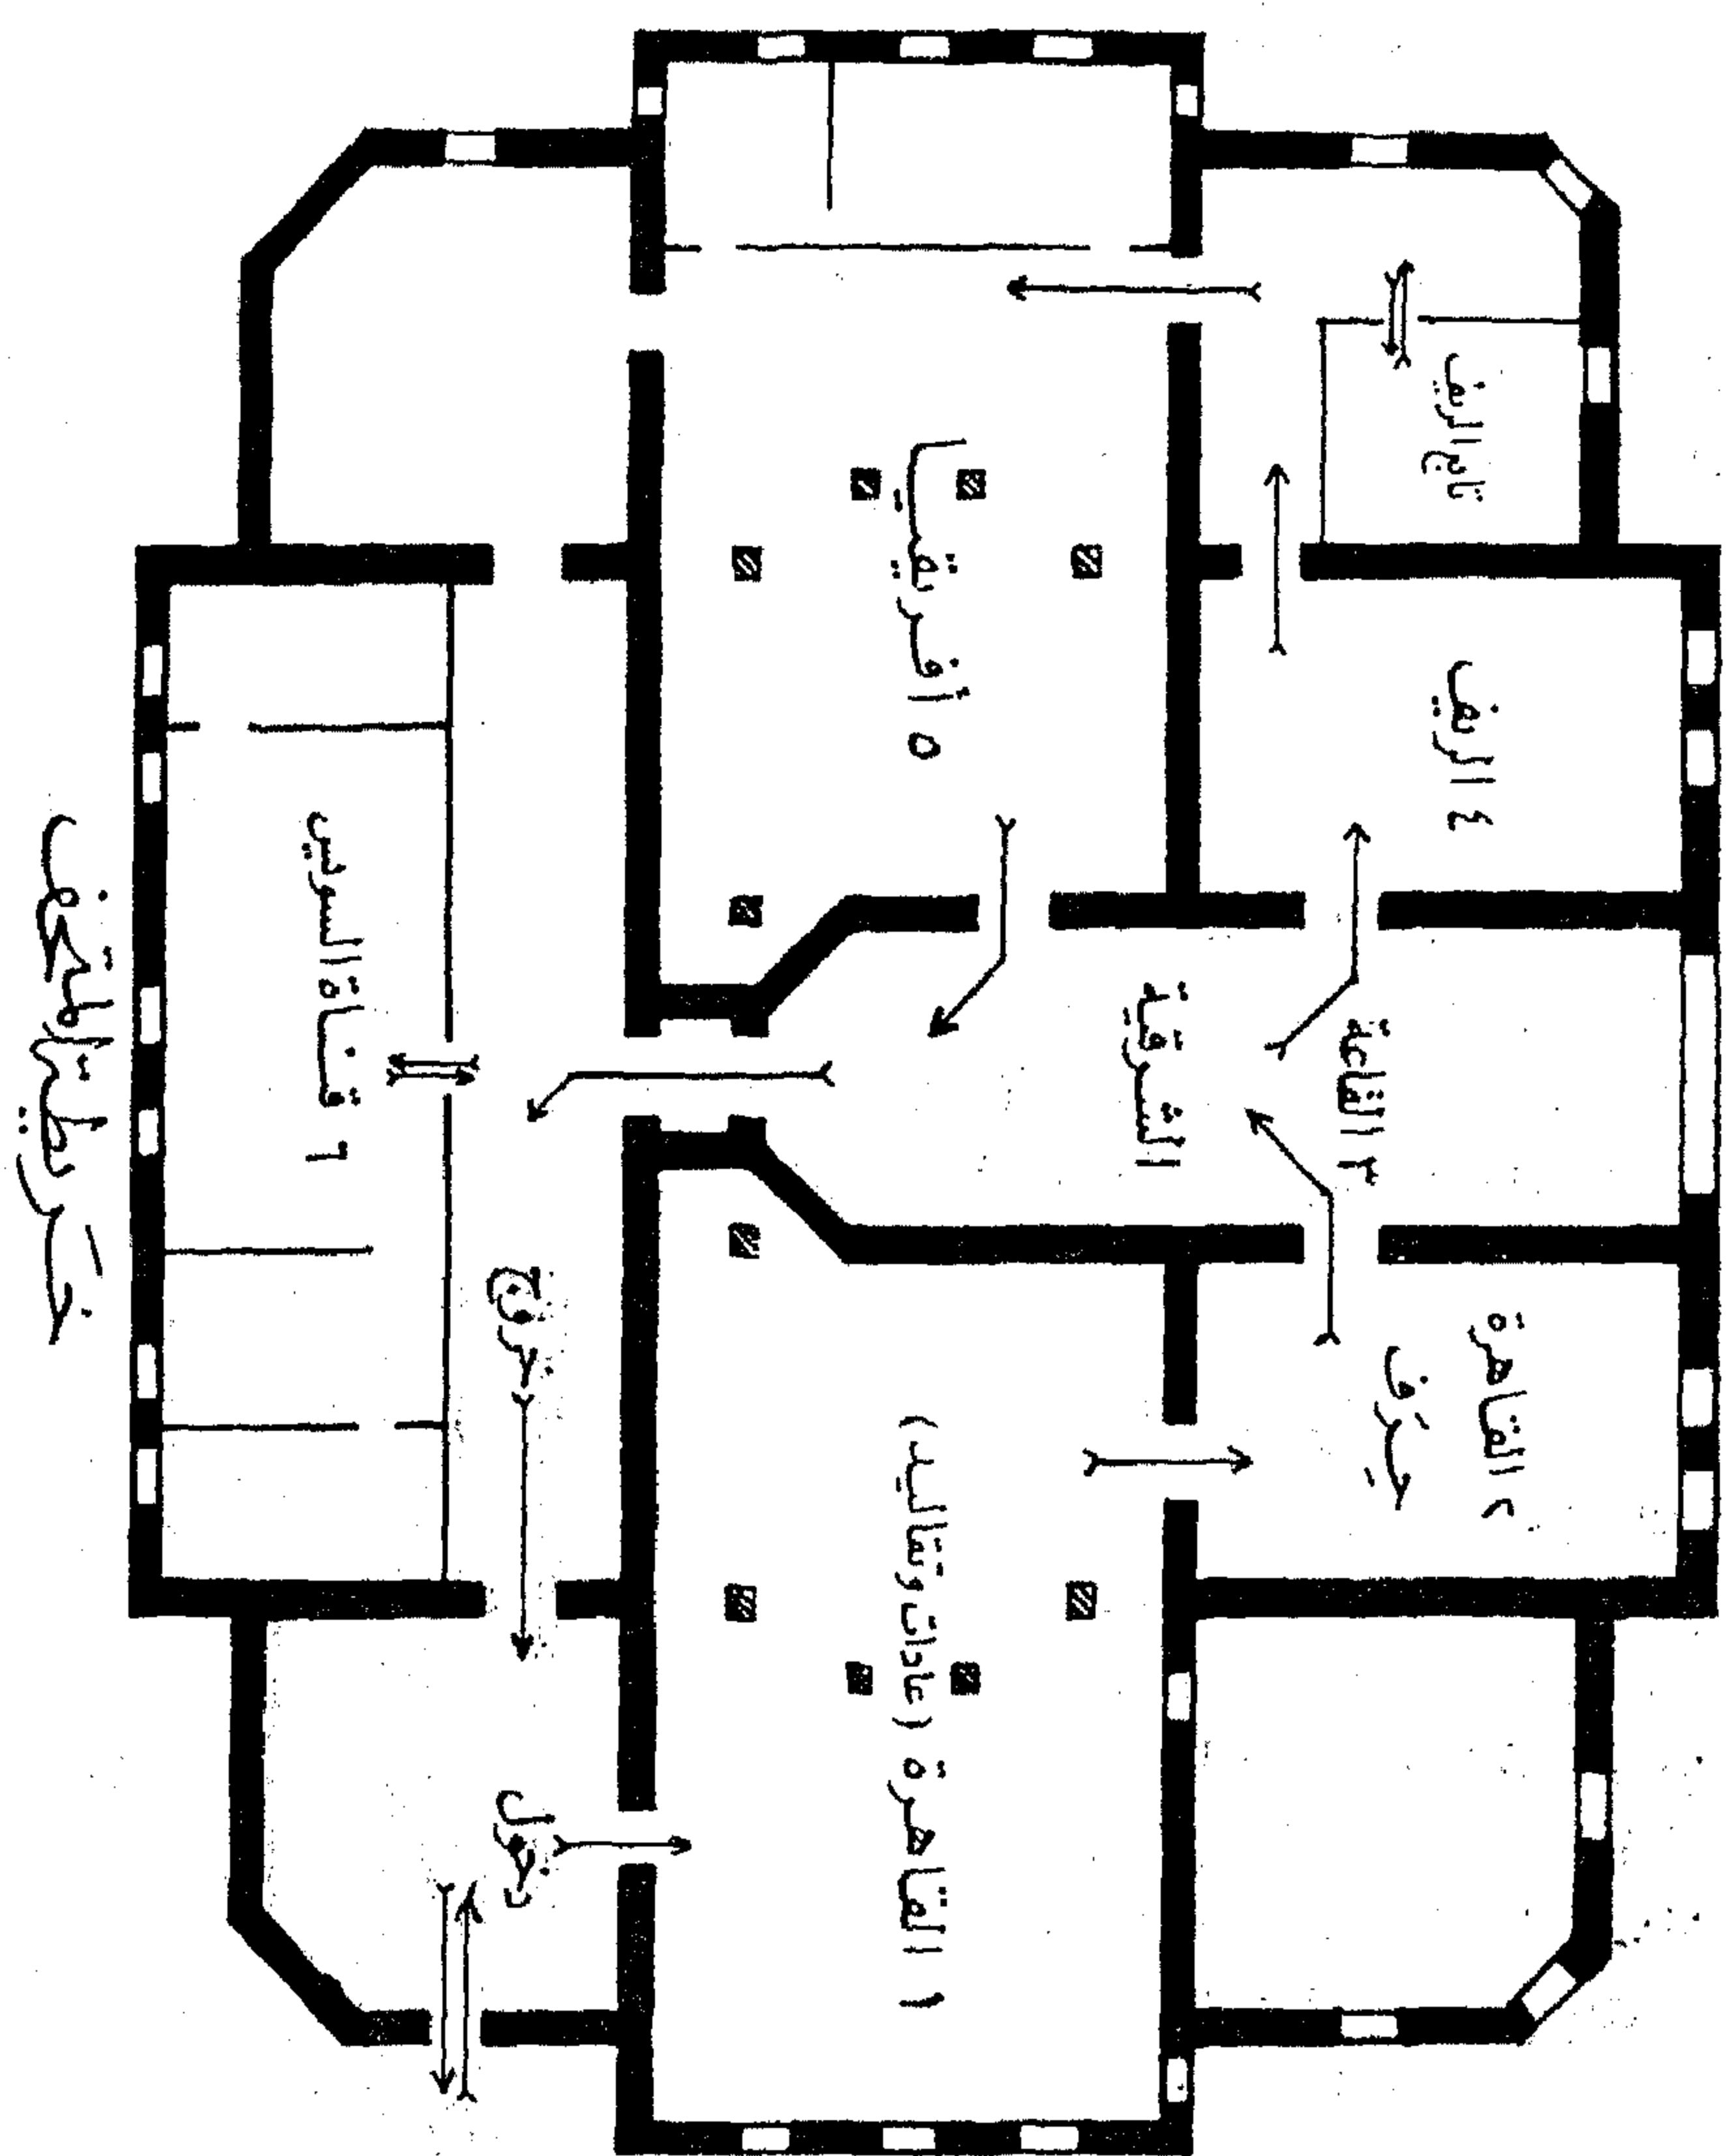 خريطة المتحف
١ القاهرة (عادات وتقاليد)
٢ القاهرة
حرف
٣ القاعة
الشرقية
٤ الريف
تابع الريف
٥ أفريقيا
٦ قناة السويس
خروج
دخول